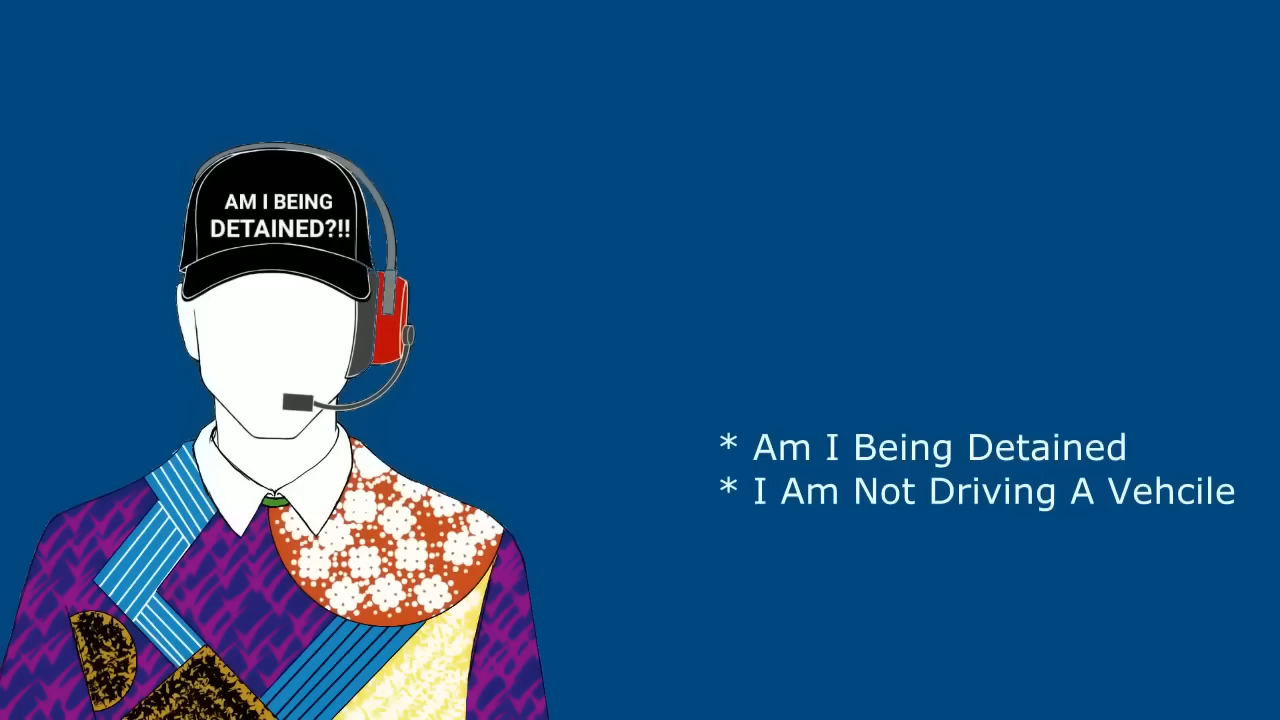 AM I BEING
DETAINED?!!
* Am I Being Detained
* I Am Not Driving A Vehcile